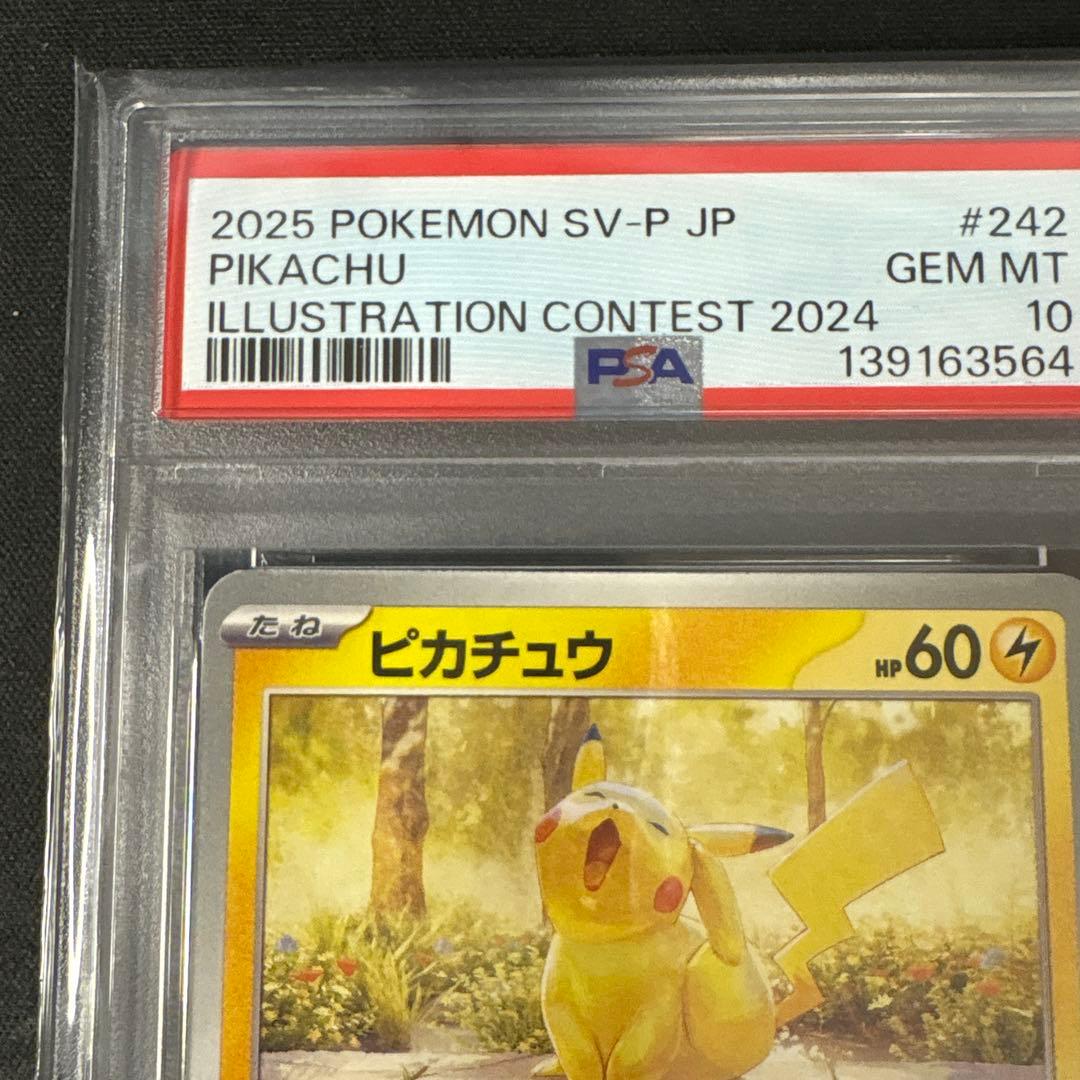 2025 POKEMON SV-P JP #242
PIKACHU GEM MT
ILLUSTRATION CONTEST 2024 10
PSA 139163564
たね ピカチュウ HP60